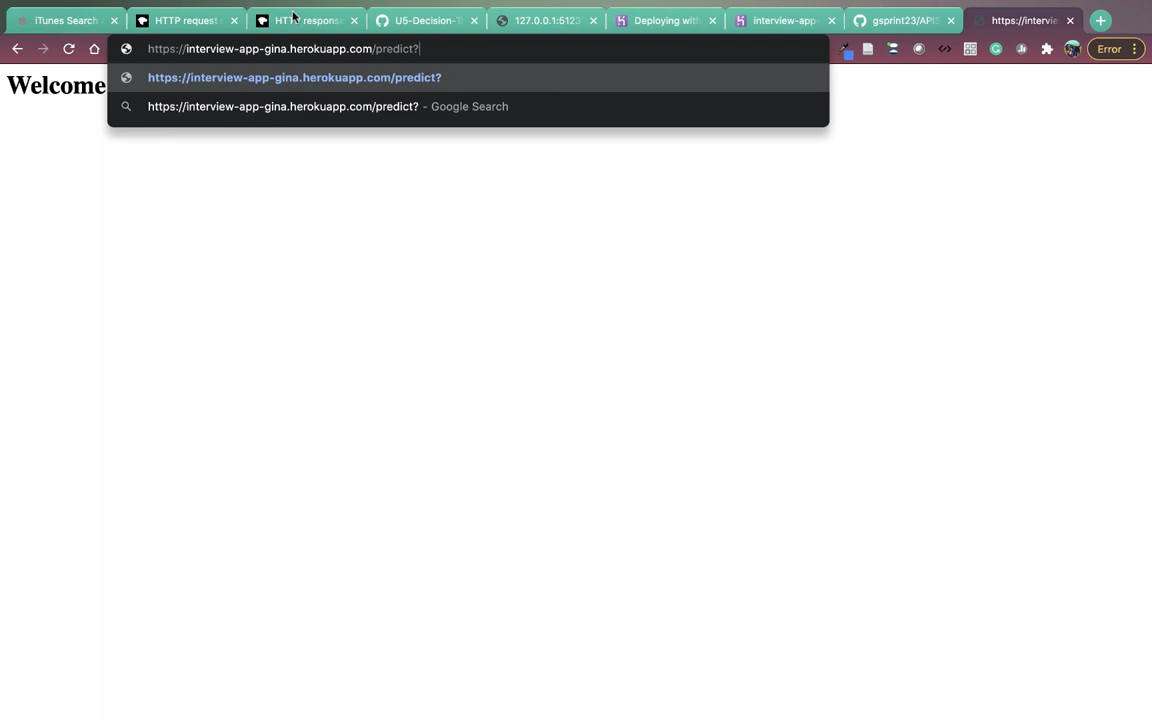 iTunes Search A
HTTP request
HTTP respons
U5-Decision-T
127.0.0.1:5123
Deploying with
interview-app-
gsprint23/APIS
https://intervie
https://interview-app-gina.herokuapp.com/predict?
Error
https://interview-app-gina.herokuapp.com/predict?
https://interview-app-gina.herokuapp.com/predict? - Google Search
Welcome